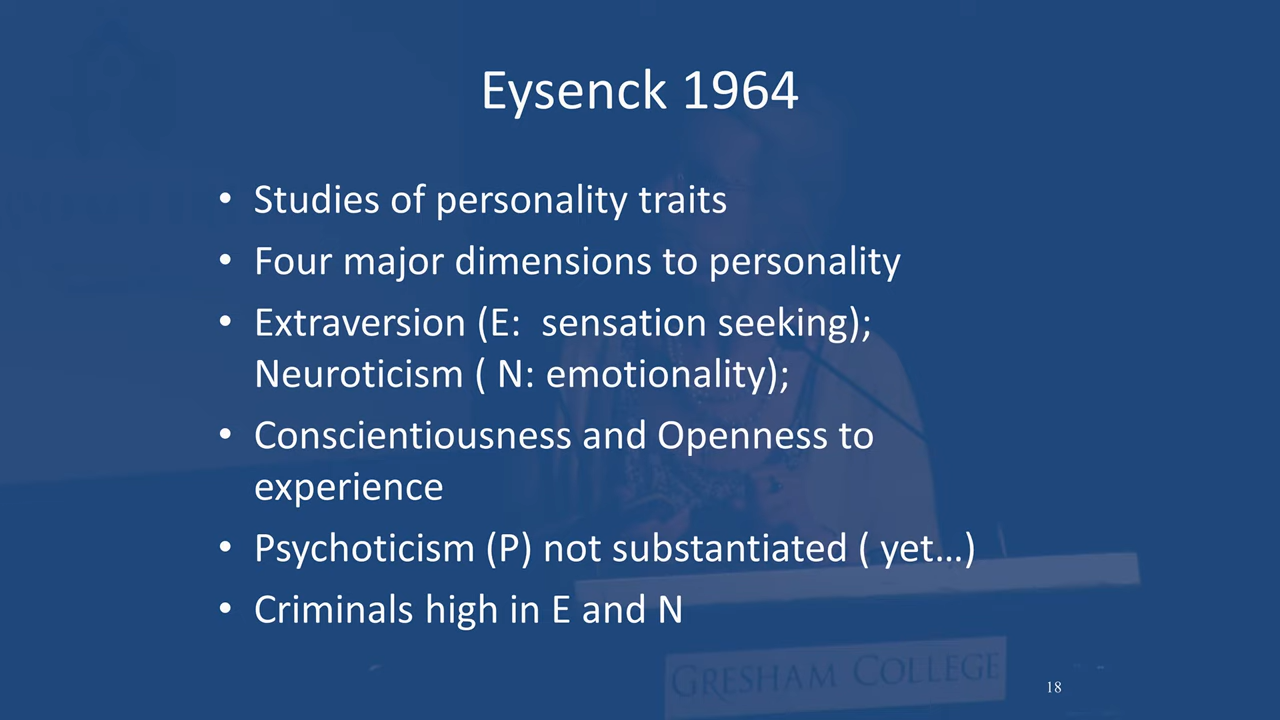 Eysenck 1964
• Studies of personality traits
• Four major dimensions to personality
• Extraversion (E:  sensation seeking);
Neuroticism ( N: emotionality);
• Conscientiousness and Openness to
experience
• Psychoticism (P) not substantiated ( yet…)
• Criminals high in E and N
GRESHAM COLLEGE
18